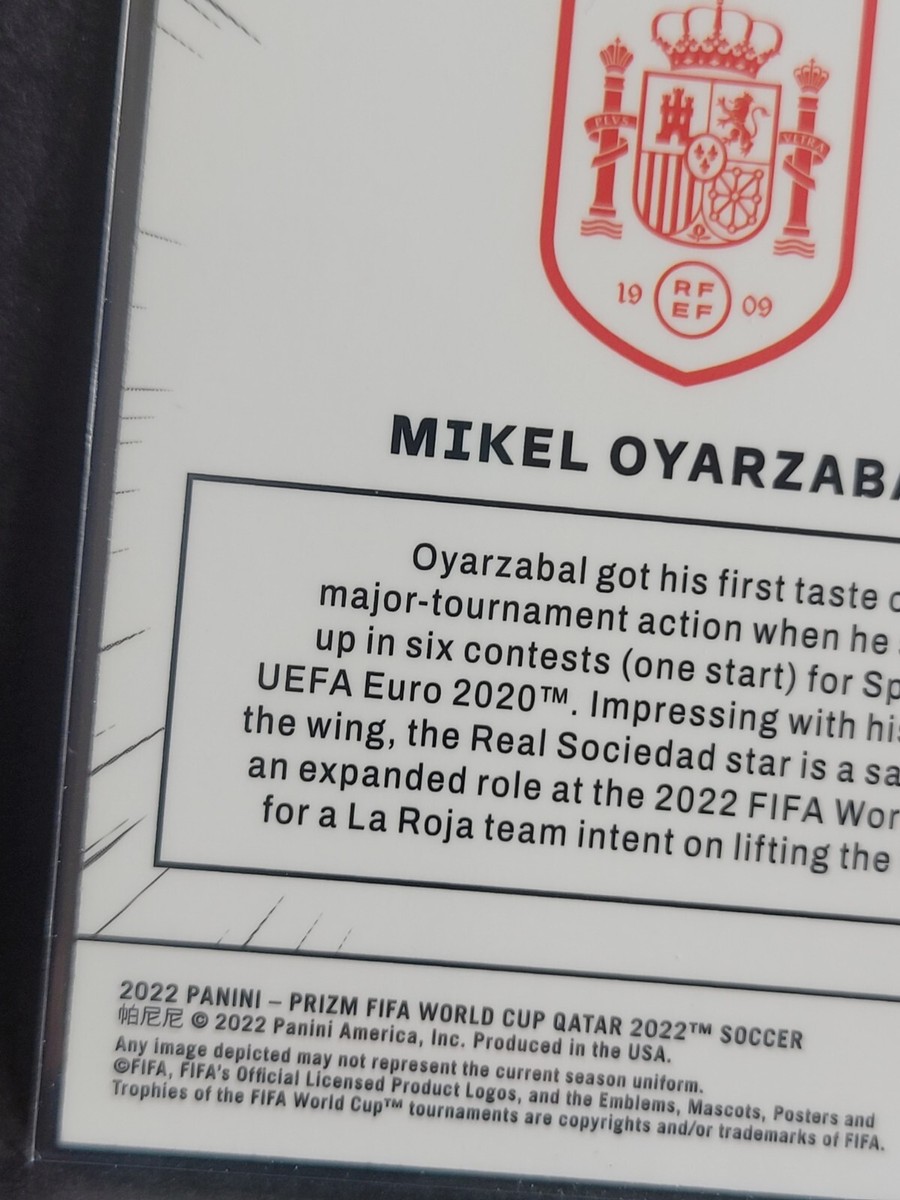 PLVS
VLTRA
19 RF EF 09
MIKEL OYARZAB
Oyarzabal got his first taste
major-tournament action when he
up in six contests (one start) for Sp
UEFA Euro 2020™. Impressing with his
the wing, the Real Sociedad star is a sa
an expanded role at the 2022 FIFA Wor
for a La Roja team intent on lifting the
2022 PANINI – PRIZM FIFA WORLD CUP QATAR 2022™ SOCCER
帕尼尼 © 2022 Panini America, Inc. Produced in the USA.
Any image depicted may not represent the current season uniform.
©FIFA, FIFA's Official Licensed Product Logos, and the Emblems, Mascots, Posters and
Trophies of the FIFA World Cup™ tournaments are copyrights and/or trademarks of FIFA.